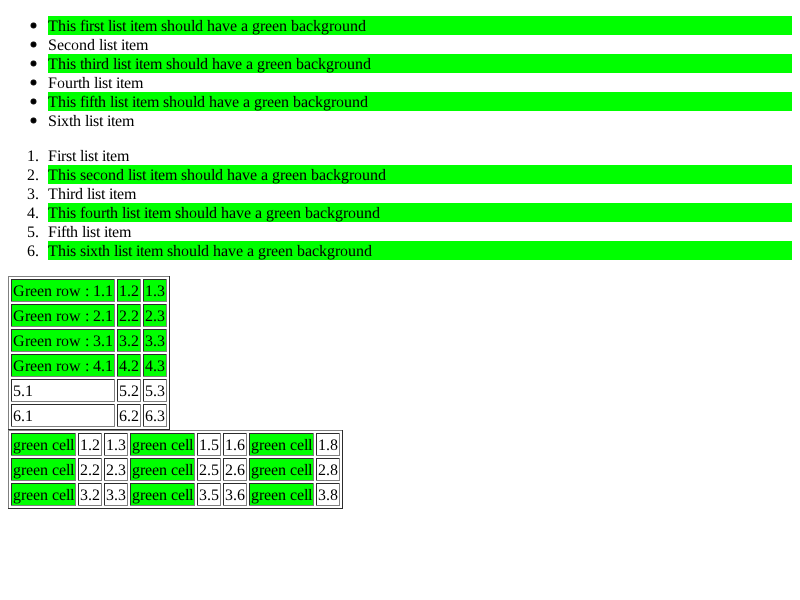 • This first list item should have a green background
• Second list item
• This third list item should have a green background
• Fourth list item
• This fifth list item should have a green background
• Sixth list item
1. First list item
2. This second list item should have a green background
3. Third list item
4. This fourth list item should have a green background
5. Fifth list item
6. This sixth list item should have a green background
Green row : 1.1 1.2 1.3
Green row : 2.1 2.2 2.3
Green row : 3.1 3.2 3.3
Green row : 4.1 4.2 4.3
5.1 5.2 5.3
6.1 6.2 6.3
green cell 1.2 1.3 green cell 1.5 1.6 green cell 1.8
green cell 2.2 2.3 green cell 2.5 2.6 green cell 2.8
green cell 3.2 3.3 green cell 3.5 3.6 green cell 3.8